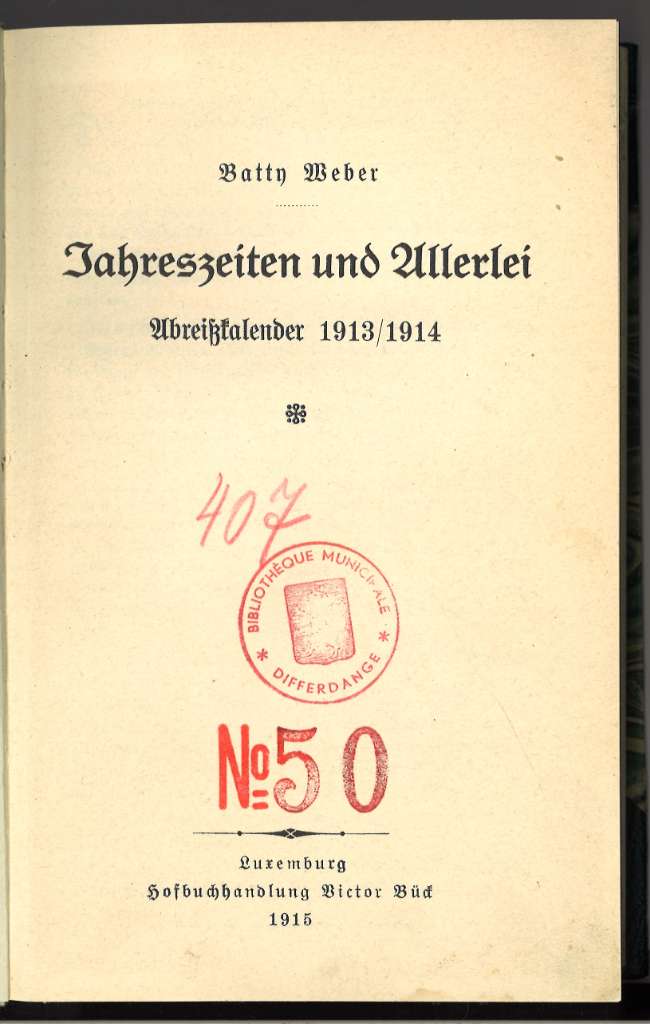 Batty Weber
Jahreszeiten und Allerlei
Abreißkalender 1913/1914
407
BIBLIOTHÈQUE MUNICIPALE
* DIFFERDANGE *
No 50
Luxemburg
Hofbuchhandlung Victor Bück
1915